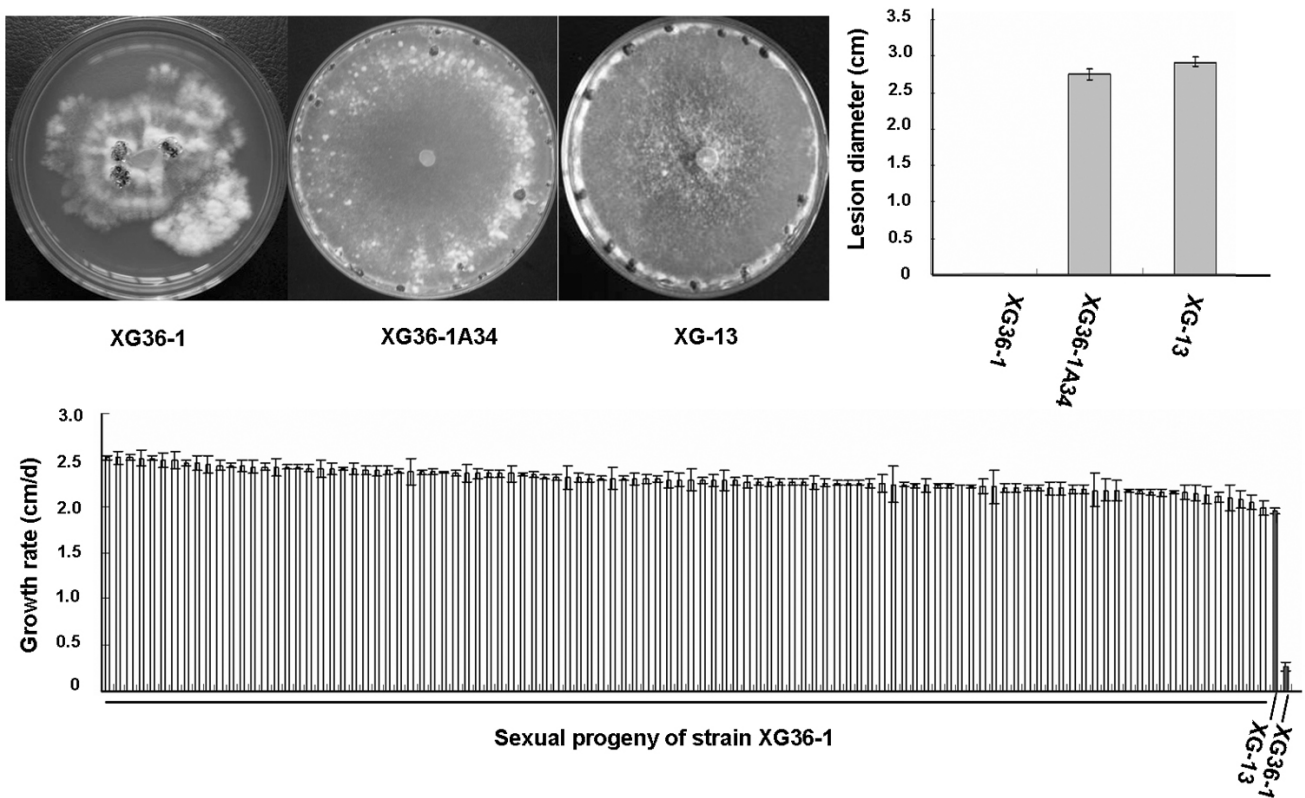 XG36-1
XG36-1A34
XG-13
Lesion diameter (cm)
3.5
3.0
2.5
2.0
1.5
1.0
0.5
0
XG36-1
XG36-1A34
XG-13
Growth rate (cm/d)
3.0
2.5
2.0
1.5
1.0
0.5
0
Sexual progeny of strain XG36-1
XG-13
XG36-1